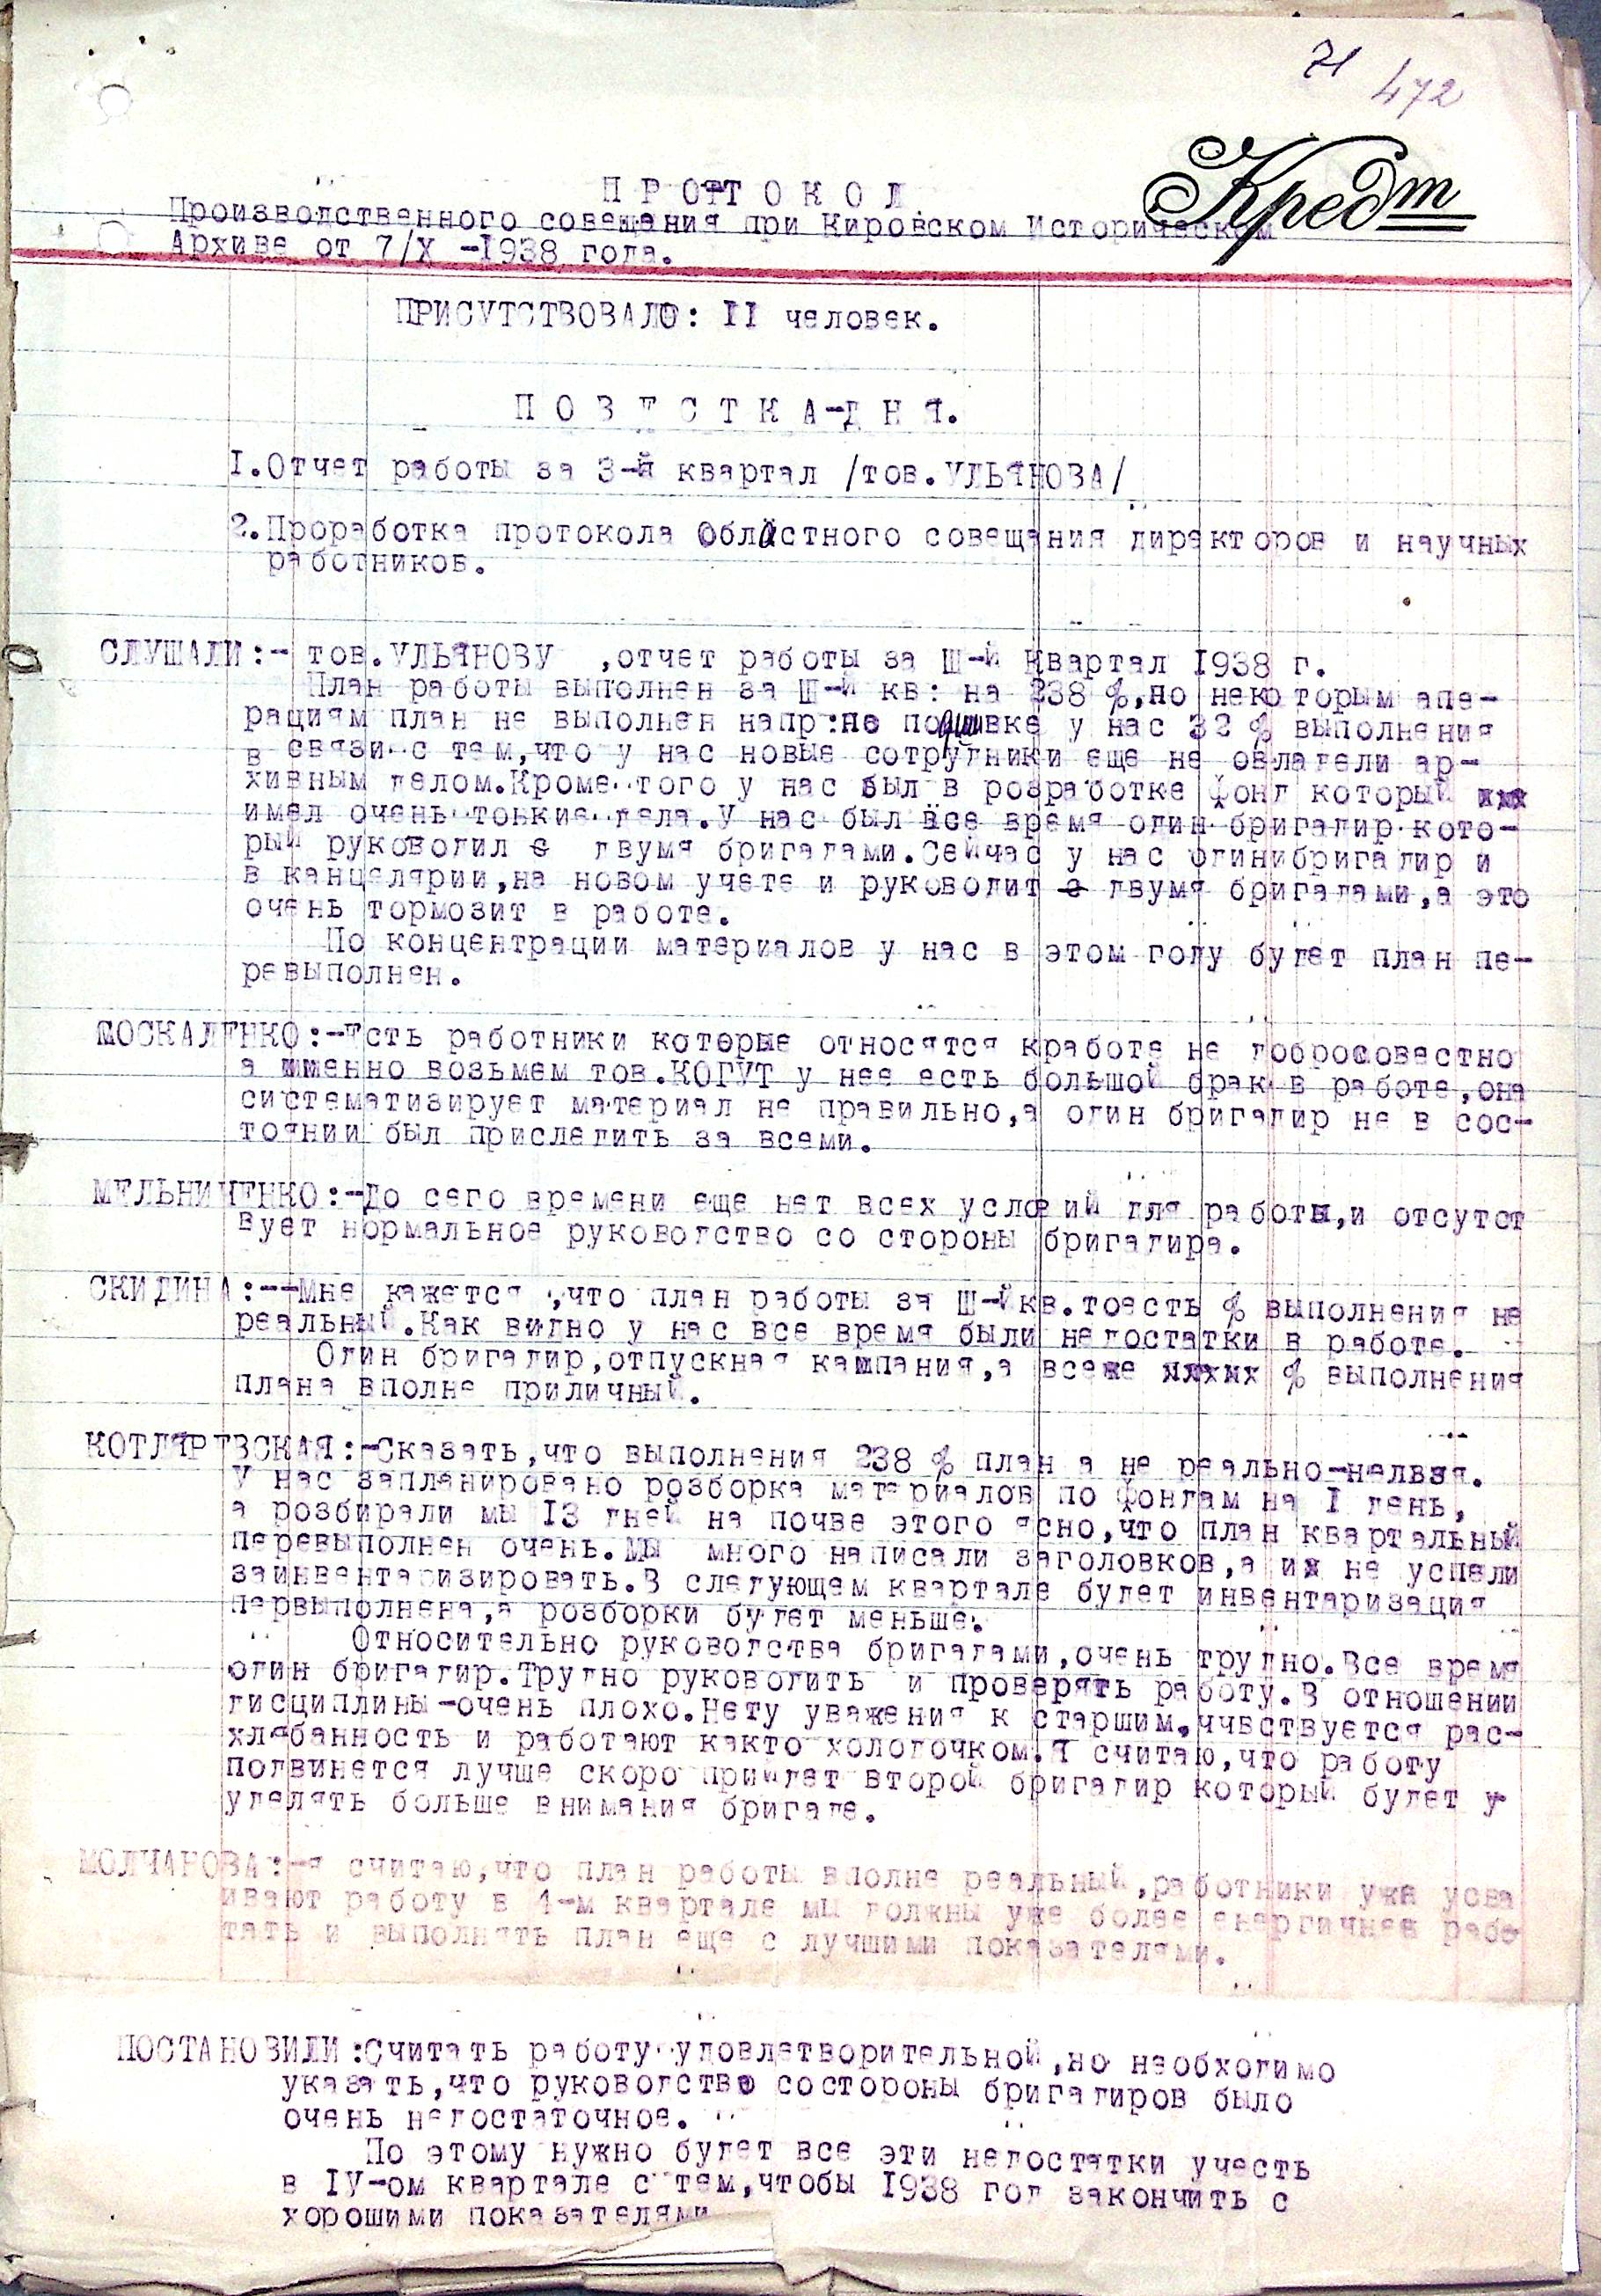 71
472
Кредт
П Р О Т О К О Л
Производственного совещания при Кировском Историческом
Архиве от 7/X -1938 года.
ПРИСУТСТВОВАЛО: II человек.
П О В Е С Т К А-Д Н Я.
I.Отчет работы за 3-й квартал /тов.УЛЬЯНОВА/
2.Проработка протокола Областного совещания директоров и научных
работников.
СЛУШАЛИ:- тов.УЛЬЯНОВУ ,отчет работы за Ш-й Квартал 1938 г.
План работы выполнен за Ш-й кв: на 238 %,но некоторым апе-
рациям план не выполнен напр:по подшивке у нас 32 % выполнения
в связи с тем,что у нас новые сотрудники еще не овладели ар-
хивным делом.Кроме того у нас был в розработке фонд который
имел очень тонкие дела.У нас был все время один бригадир кото-
рый руководил с двумя бригадами.Сейчас у нас одинибригадир и
в канцелярии,на новом учете и руководит с двумя бригадами,а это
очень тормозит в работе.
По концентрации материалов у нас в этом году будет план пе-
ревыполнен.
МОСКАЛЕНКО:-Есть работники которые относятся кработе не добросовестно
а именно возьмем тов.КОГУТ у нее есть большой брак в работе,она
систематизирует материал не правильно,а один бригадир не в сос-
тоянии был прислелить за всеми.
МЕЛЬНИЧЕНКО:-До сего времени еще нет всех условий для работы,и отсутст
вует нормальное руководство со стороны бригадира.
СКИДИНА:--Мне кажется ,что план работы за Ш-йкв.тоесть % выполнения не
реальный.Как видно у нас все время были недостатки в работе.
Один бригадир,отпускная кампания,а всеже % выполнения
плана вполне приличный.
КОТЛЯРЕВСКАЯ:-Сказать,что выполнения 238 % план а не реально-нельзя.
У нас запланировано розборка материалов по фондам на I день,
а розбирали мы I3 дней на почве этого ясно,что план квартальный
перевыполнен очень.Мы много написали заголовков,а их не успели
заинвентаризировать.В следующем квартале будет инвентаризация
первыполнена,а розборки будет меньше.
Относительно руководства бригадами,очень трудно.Все время
один бригадир.Трудно руководить и проверять работу.В отношении
дисциплины-очень плохо.Нету уважения к старшим,чувствуется рас-
хлябанность и работают както холодочком.Я считаю,что работу
подвинется лучше скоро прийдет второй бригадир который будет у
уделять больше внимания бригаде.
МОЛЧАНОВА:-я считаю,что план работы вполне реальный,работники уже усва
ивают работу в 4-м квартале мы должны уже более енергичнее рабо
тать и выполнять план еще с лучшими показателями.
ПОСТАНОВИЛИ:Считать работу удовлетворительной,но необходимо
указать,что руководство состороны бригадиров было
очень недостаточное.
По этому нужно будет все эти недостатки учесть
в IУ-ом квартале с тем,чтобы 1938 год закончить с
хорошими показателями